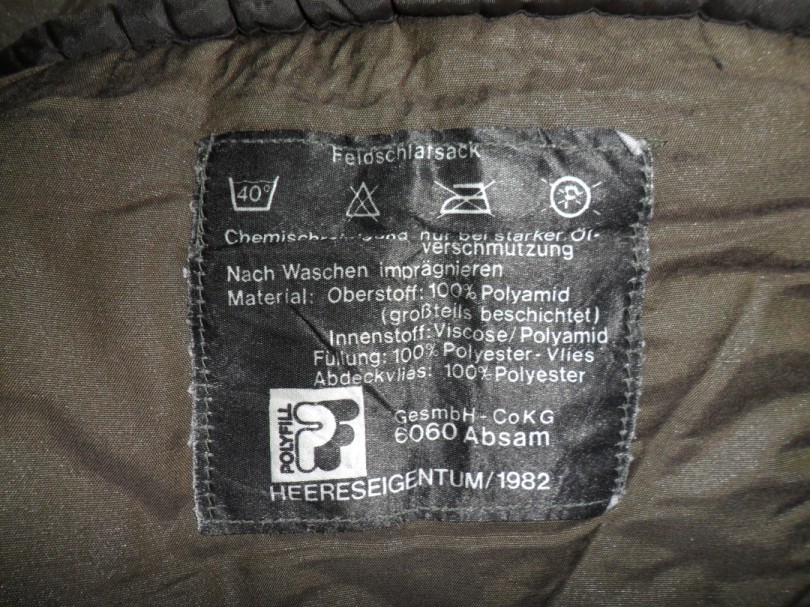 Feldschlafsack
40°
P
Chemischreinigung nur bei starker Öl-
verschmutzung
Nach Waschen imprägnieren
Material: Oberstoff: 100% Polyamid
(großteils beschichtet)
Innenstoff: Viscose/Polyamid
Füllung: 100% Polyester-Vlies
Abdeckvlias: 100% Polyester
POLYFILL
GesmbH-CoKG
6060 Absam
HEERESEIGENTUM/1982